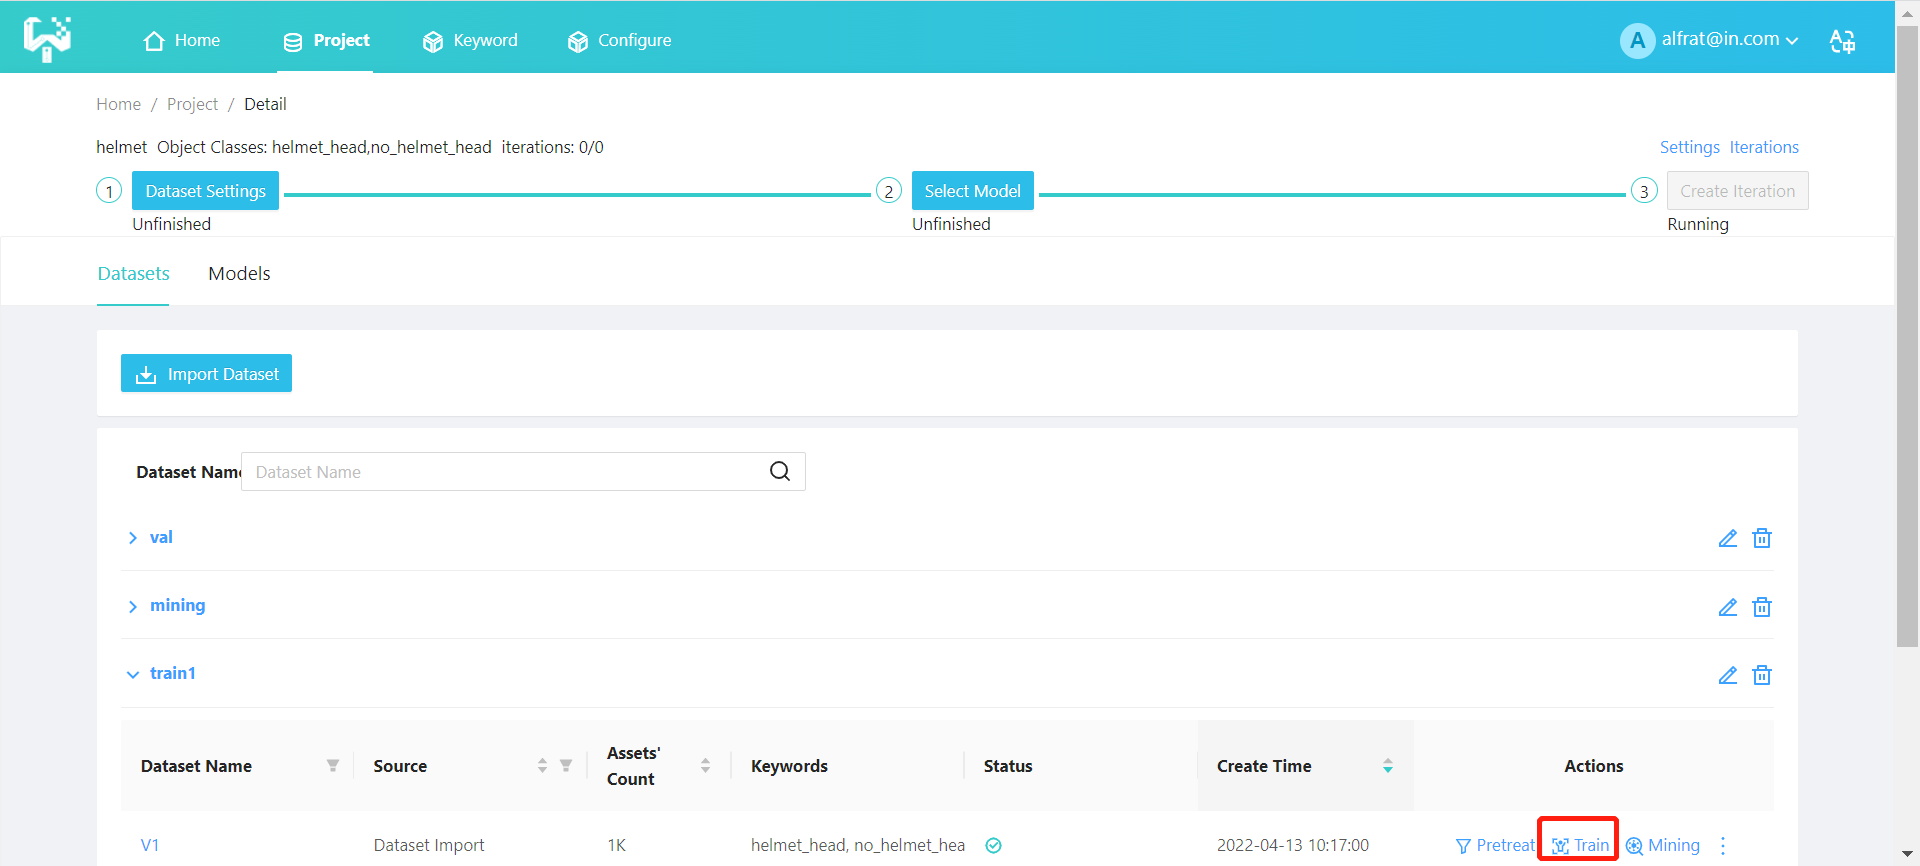 Home Project Keyword Configure A alfrat@in.com
Home / Project / Detail
helmet Object Classes: helmet_head,no_helmet_head iterations: 0/0 Settings Iterations
1 Dataset Settings 2 Select Model 3 Create Iteration
Unfinished Unfinished Running
Datasets Models
Import Dataset
Dataset Name Dataset Name
val
mining
train1
Dataset Name Source Assets' Count Keywords Status Create Time Actions
V1 Dataset Import 1K helmet_head, no_helmet_hea 2022-04-13 10:17:00 Pretreat Train Mining